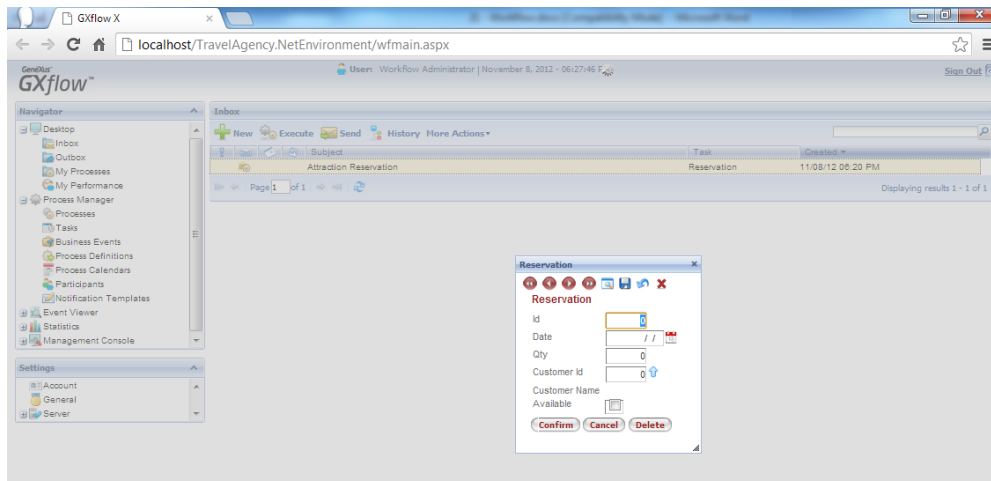 GXflow X
localhost/TravelAgency.NetEnvironment/wfmain.aspx
GeneXus
GXflow™
User: Workflow Administrator | November 8, 2012 - 06:27:46
Sign Out
Navigator
Desktop
Inbox
Outbox
My Processes
My Performance
Process Manager
Processes
Tasks
Business Events
Process Definitions
Process Calendars
Participants
Notification Templates
Event Viewer
Statistics
Management Console
Settings
Account
General
Server
Inbox
New Execute Send History More Actions
Subject Task Created
Attraction Reservation Reservation 11/08/12 06:20 PM
Page 1 of 1
Displaying results 1 - 1 of 1
Reservation
Reservation
Id 0
Date / /
Qty 0
Customer Id 0
Customer Name
Available
Confirm Cancel Delete